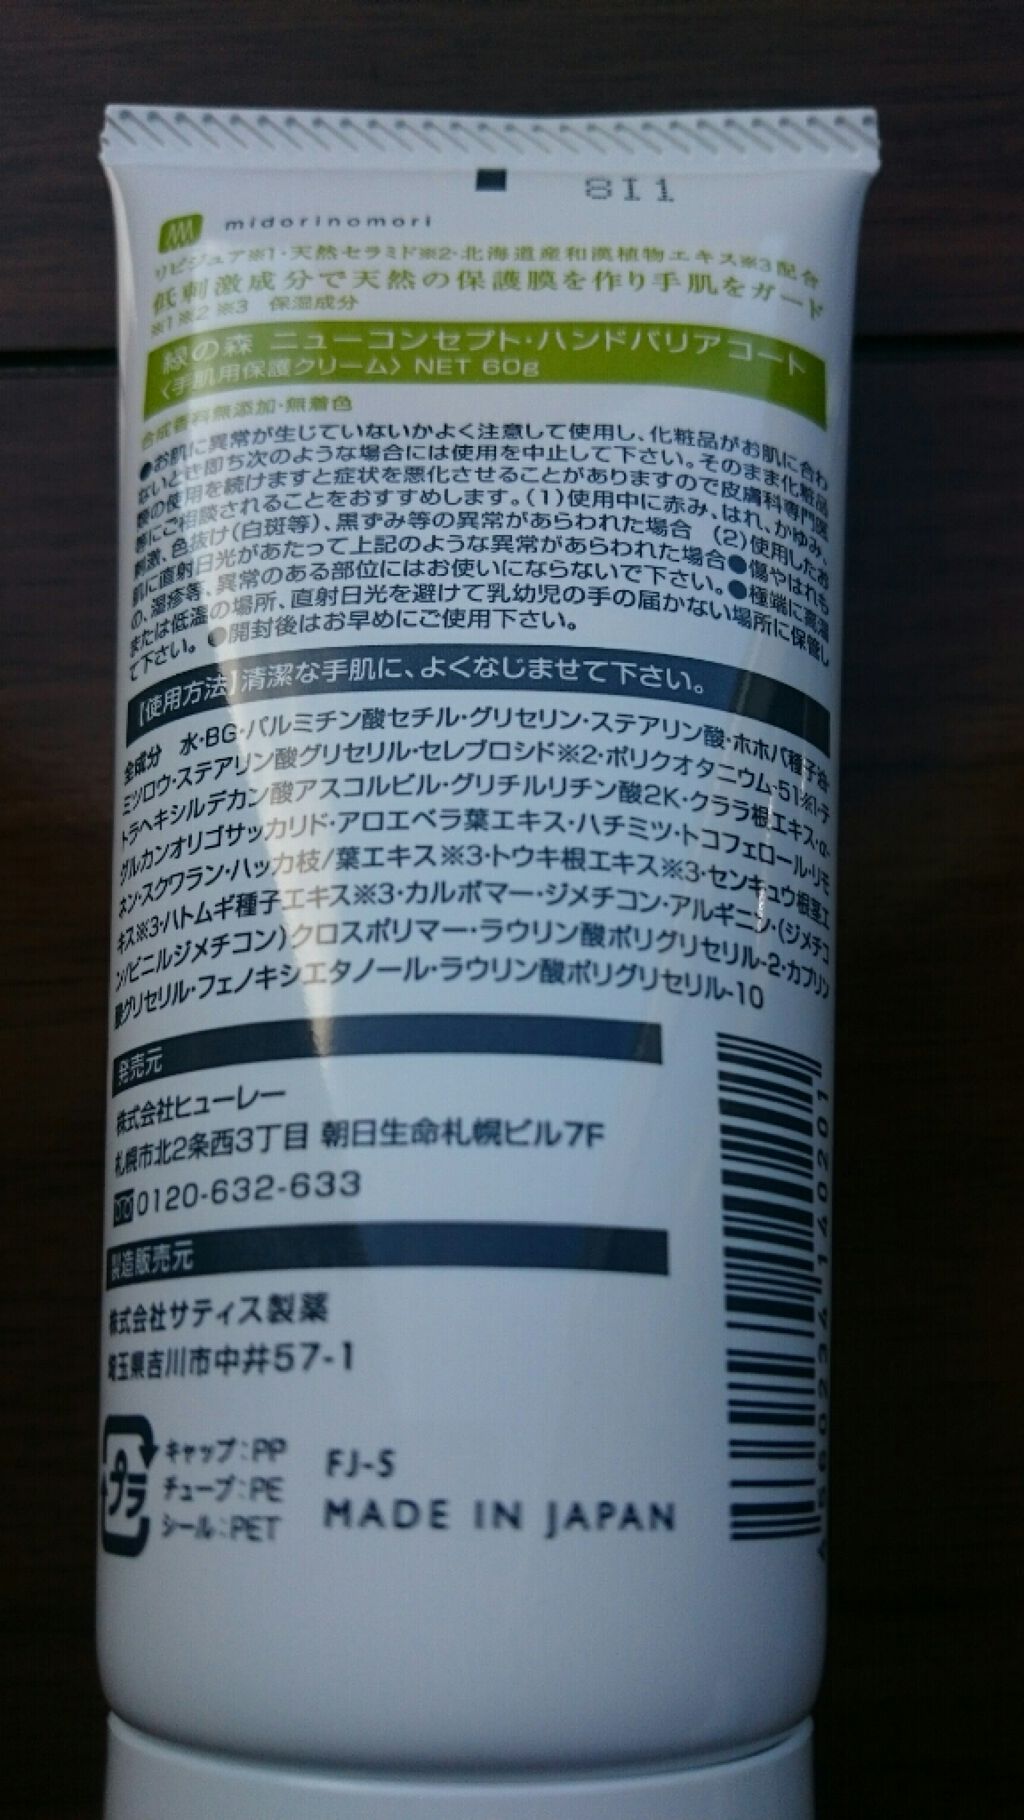 8I1
midorinomori
リピジュア※1・天然セラミド※2・北海道産和漢植物エキス※3配合
低刺激成分で天然の保護膜を作り手肌をガード
※1 ※2 ※3 保湿成分
緑の森 ニューコンセプト・ハンドバリアコート
〈手肌用保護クリーム〉 NET 60g
合成香料無添加・無着色
●お肌に異常が生じていないかよく注意して使用し、化粧品がお肌に合わ
ないとき即ち次のような場合には使用を中止して下さい。そのまま化粧品
類の使用を続けますと症状を悪化させることがありますので皮膚科専門医
等にご相談されることをおすすめします。(1)使用中に赤み、はれ、かゆみ、
刺激、色抜け(白斑等)、黒ずみ等の異常があらわれた場合 (2)使用したお
肌に直射日光があたって上記のような異常があらわれた場合●傷やはれも
の、湿疹等、異常のある部位にはお使いにならないで下さい。●極端に高温
または低温の場所、直射日光を避けて乳幼児の手の届かない場所に保管し
て下さい。●開封後はお早めにご使用下さい。
【使用方法】清潔な手肌に、よくなじませて下さい。
全成分 水・BG・パルミチン酸セチル・グリセリン・ステアリン酸・ホホバ種子油・
ミツロウ・ステアリン酸グリセリル・セレブロシド※2・ポリクオタニウム-51※1・テ
トラヘキシルデカン酸アスコルビル・グリチルリチン酸2K・クララ根エキス・α-
グルカンオリゴサッカリド・アロエベラ葉エキス・ハチミツ・トコフェロール・リモ
ネン・スクワラン・ハッカ枝/葉エキス※3・トウキ根エキス※3・センキュウ根茎エ
キス※3・ハトムギ種子エキス※3・カルボマー・ジメチコン・アルギニン・(ジメチコ
ン/ビニルジメチコン)クロスポリマー・ラウリン酸ポリグリセリル-2・カプリン
酸グリセリル・フェノキシエタノール・ラウリン酸ポリグリセリル-10
発売元
株式会社ヒューレー
札幌市北2条西3丁目 朝日生命札幌ビル7F
0120-632-633
製造販売元
株式会社サティス製薬
埼玉県吉川市中井57-1
プラ
キャップ:PP
チューブ:PE
シール:PET
FJ-S
MADE IN JAPAN